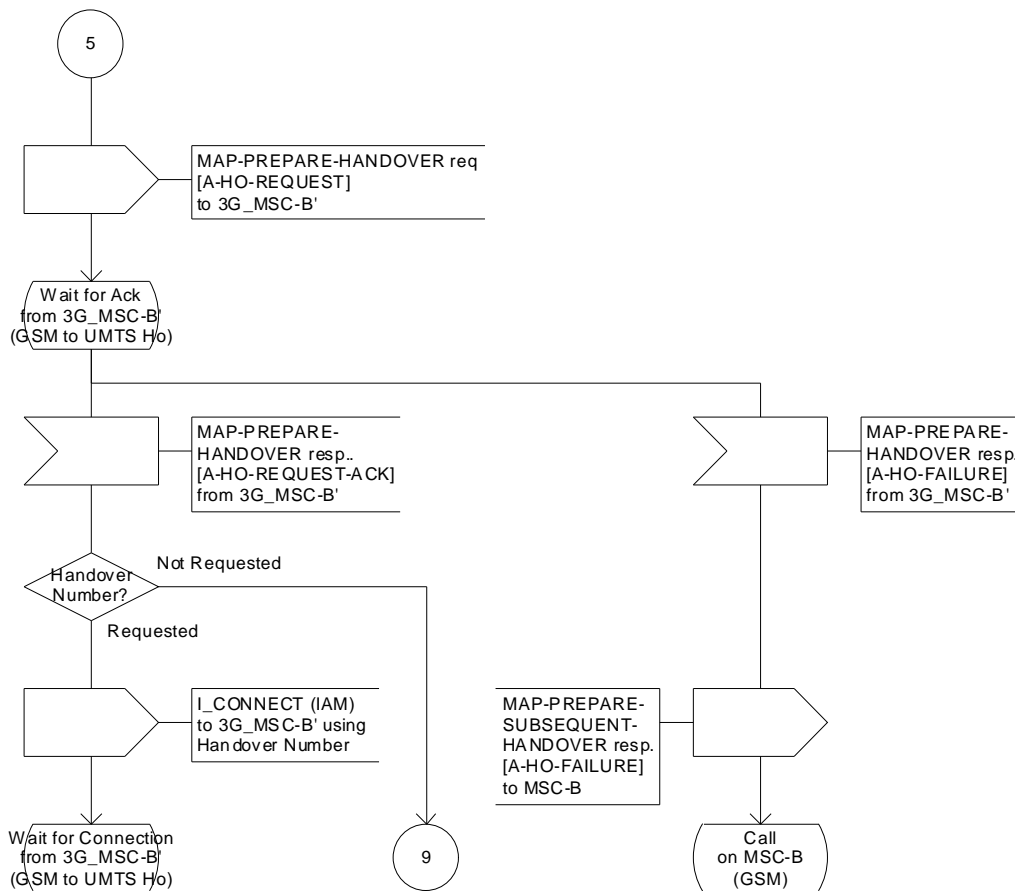 5
MAP-PREPARE-HANDOVER req
[A-HO-REQUEST]
to 3G_MSC-B'
Wait for Ack
from 3G_MSC-B'
(GSM to UMTS Ho)
MAP-PREPARE-
HANDOVER resp..
[A-HO-REQUEST-ACK]
from 3G_MSC-B'
MAP-PREPARE-
HANDOVER resp.
[A-HO-FAILURE]
from 3G_MSC-B'
Handover
Number?
Not Requested
Requested
I_CONNECT (IAM)
to 3G_MSC-B' using
Handover Number
MAP-PREPARE-
SUBSEQUENT-
HANDOVER resp.
[A-HO-FAILURE]
to MSC-B
Wait for Connection
from 3G_MSC-B'
(GSM to UMTS Ho)
9
Call
on MSC-B
(GSM)